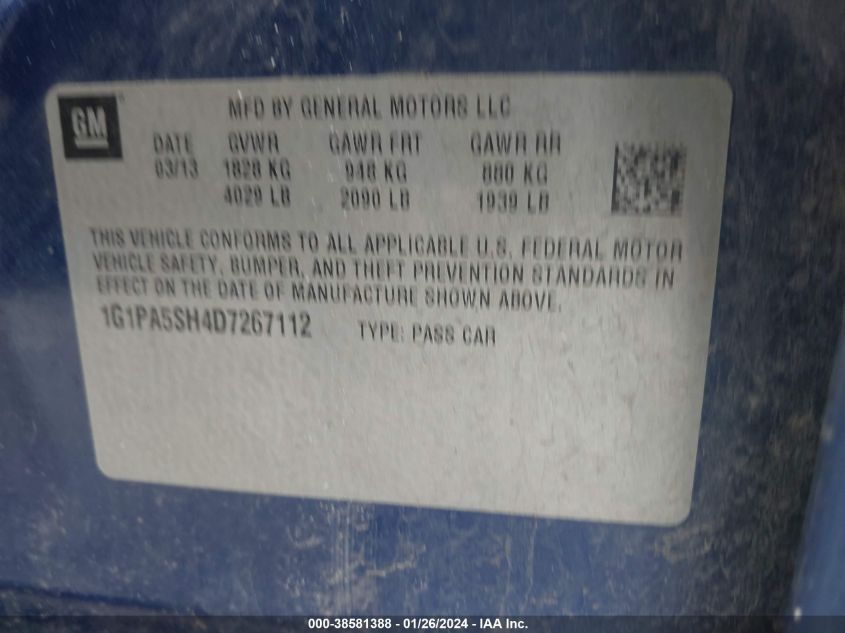 GM
MFD BY GENERAL MOTORS LLC
DATE GVWR GAWR FRT GAWR RR
03/13 1828 KG 948 KG 880 KG
4029 LB 2090 LB 1939 LB
THIS VEHICLE CONFORMS TO ALL APPLICABLE U.S. FEDERAL MOTOR
VEHICLE SAFETY, BUMPER, AND THEFT PREVENTION STANDARDS IN
EFFECT ON THE DATE OF MANUFACTURE SHOWN ABOVE.
1G1PA5SH4D7267112 TYPE: PASS CAR
000-38581388 - 01/26/2024 - IAA Inc.